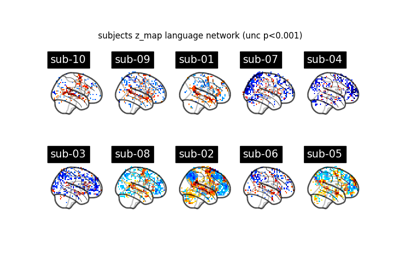 subjects z_map language network (unc p<0.001)
sub-10 sub-09 sub-01 sub-07 sub-04
sub-03 sub-08 sub-02 sub-06 sub-05